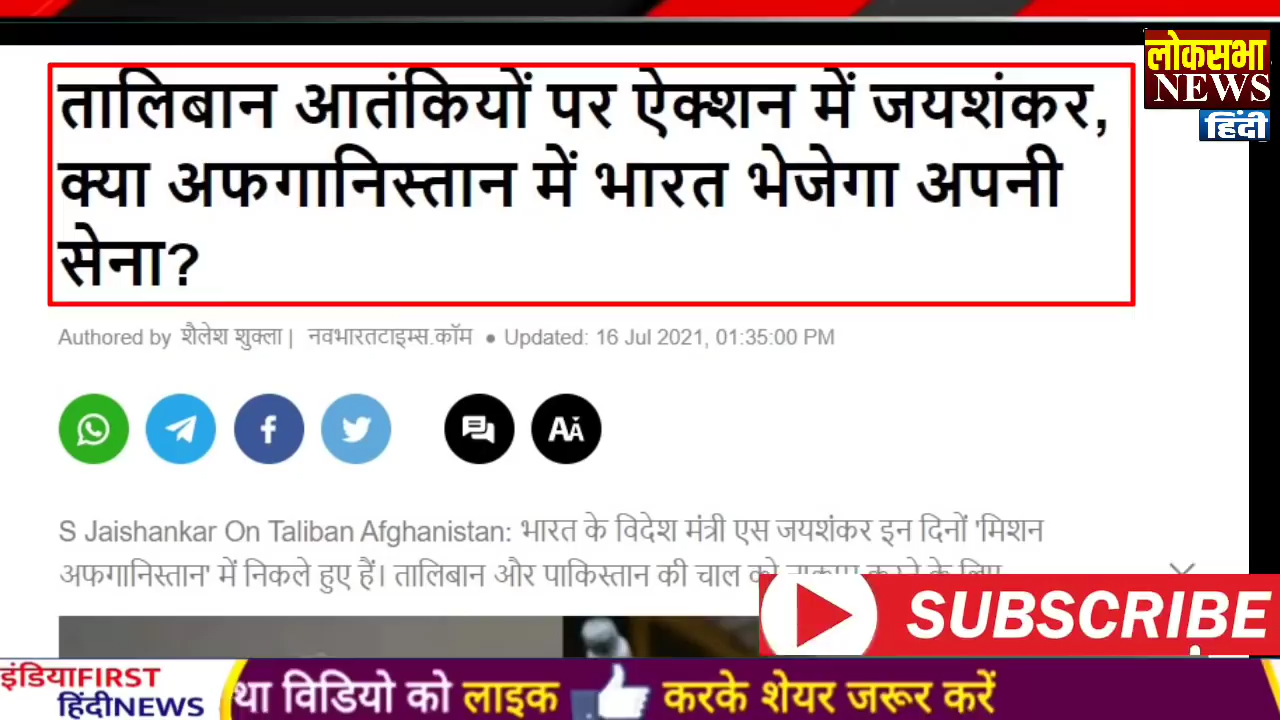 लोकसभा
NEWS
हिंदी
तालिबान आतंकियों पर ऐक्शन में जयशंकर,
क्या अफगानिस्तान में भारत भेजेगा अपनी
सेना?
Authored by शैलेश शुक्ला | नवभारतटाइम्स.कॉम • Updated: 16 Jul 2021, 01:35:00 PM
S Jaishankar On Taliban Afghanistan: भारत के विदेश मंत्री एस जयशंकर इन दिनों 'मिशन
अफगानिस्तान' में निकले हुए हैं। तालिबान और पाकिस्तान की चाल को
SUBSCRIBE
इंडियाFIRST
हिंदीNEWS
था विडियो को लाइक करके शेयर जरूर करें